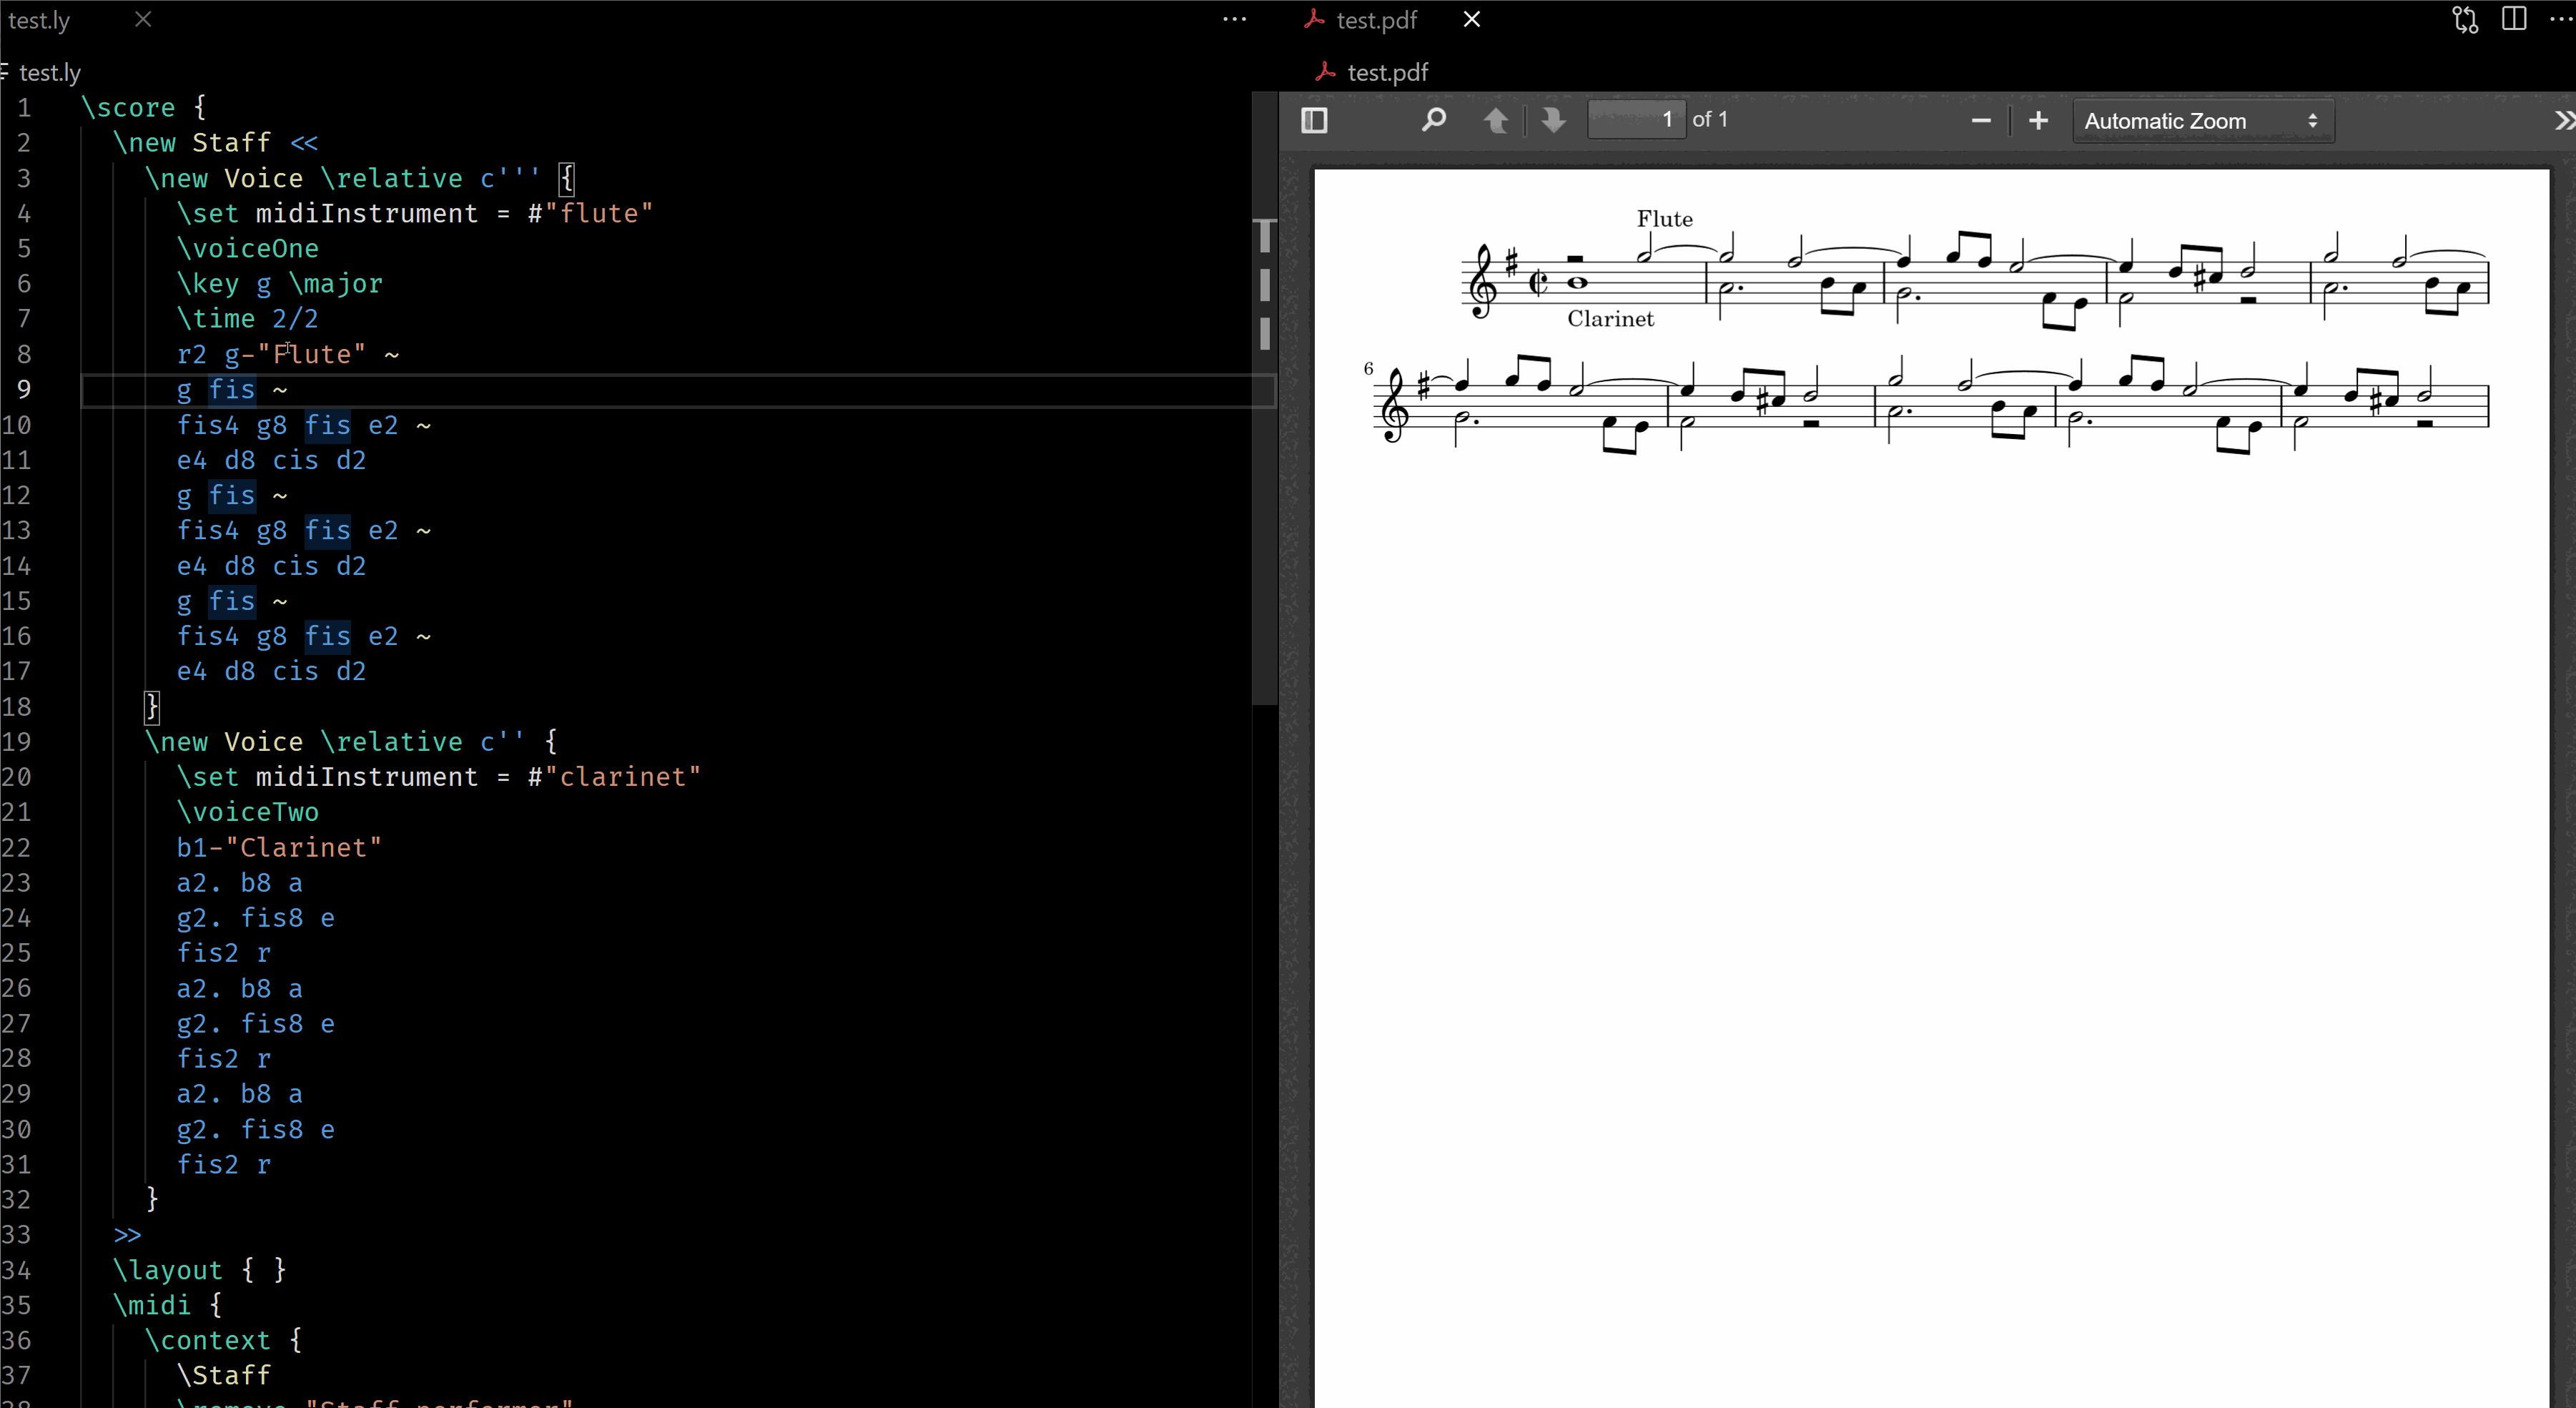 test.ly
test.ly
1 \score {
2 \new Staff <<
3 \new Voice \relative c''' {
4 \set midiInstrument = #"flute"
5 \voiceOne
6 \key g \major
7 \time 2/2
8 r2 g-"Flute" ~
9 g fis ~
10 fis4 g8 fis e2 ~
11 e4 d8 cis d2
12 g fis ~
13 fis4 g8 fis e2 ~
14 e4 d8 cis d2
15 g fis ~
16 fis4 g8 fis e2 ~
17 e4 d8 cis d2
18 }
19 \new Voice \relative c'' {
20 \set midiInstrument = #"clarinet"
21 \voiceTwo
22 b1-"Clarinet"
23 a2. b8 a
24 g2. fis8 e
25 fis2 r
26 a2. b8 a
27 g2. fis8 e
28 fis2 r
29 a2. b8 a
30 g2. fis8 e
31 fis2 r
32 }
33 >>
34 \layout { }
35 \midi {
36 \context {
37 \Staff
38 \remove "Staff_performer"
test.pdf
test.pdf
1 of 1
Automatic Zoom
Flute
Clarinet
6